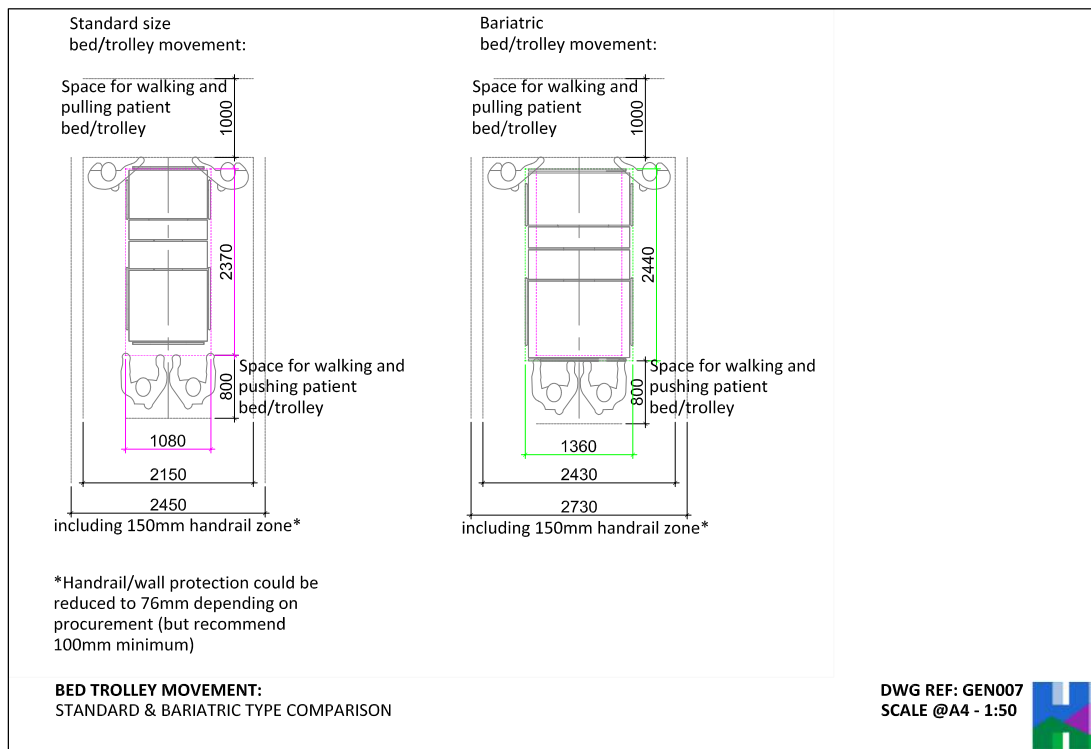 Standard size
bed/trolley movement:
Space for walking and
pulling patient
bed/trolley
1000
2370
800
Space for walking and
pushing patient
bed/trolley
1080
2150
2450
including 150mm handrail zone*
Bariatric
bed/trolley movement:
Space for walking and
pulling patient
bed/trolley
1000
2440
800
Space for walking and
pushing patient
bed/trolley
1360
2430
2730
including 150mm handrail zone*
*Handrail/wall protection could be
reduced to 76mm depending on
procurement (but recommend
100mm minimum)
BED TROLLEY MOVEMENT:
STANDARD & BARIATRIC TYPE COMPARISON
DWG REF: GEN007
SCALE @A4 - 1:50